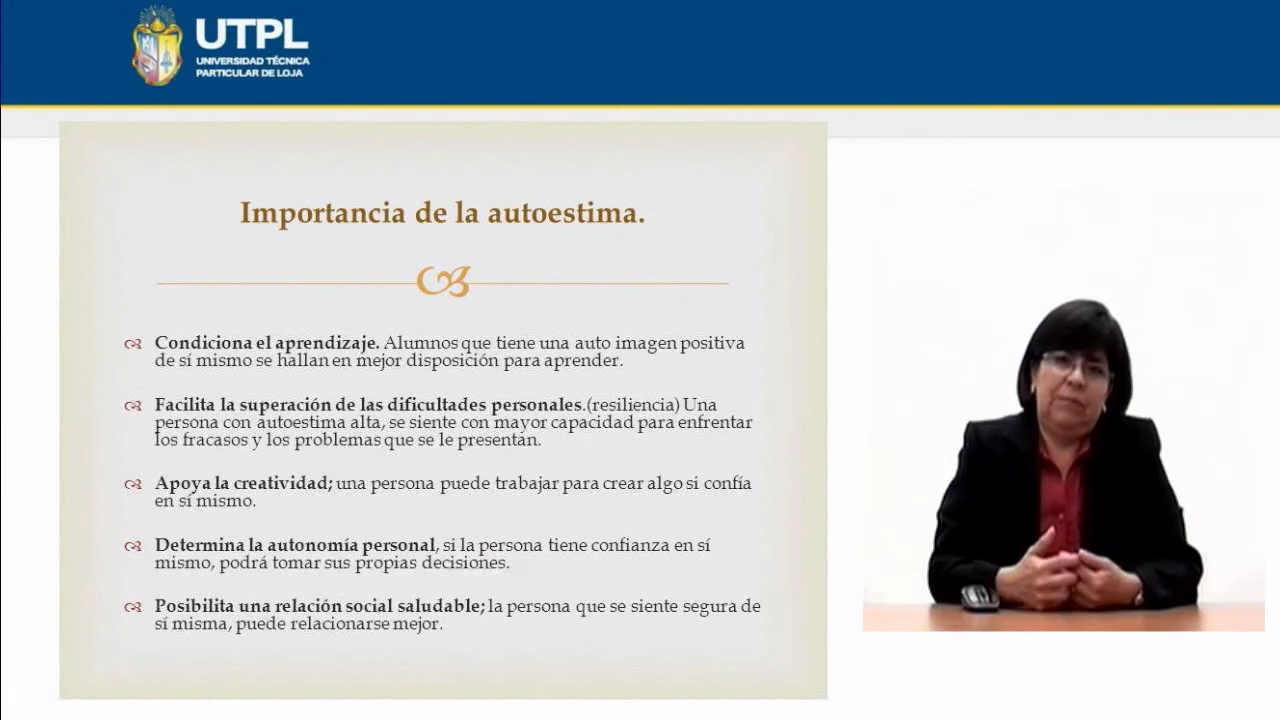 UTPL
UNIVERSIDAD TÉCNICA
PARTICULAR DE LOJA
Importancia de la autoestima.
Condiciona el aprendizaje. Alumnos que tiene una auto imagen positiva
de sí mismo se hallan en mejor disposición para aprender.
Facilita la superación de las dificultades personales.(resiliencia) Una
persona con autoestima alta, se siente con mayor capacidad para enfrentar
los fracasos y los problemas que se le presentan.
Apoya la creatividad; una persona puede trabajar para crear algo si confía
en sí mismo.
Determina la autonomía personal, si la persona tiene confianza en sí
mismo, podrá tomar sus propias decisiones.
Posibilita una relación social saludable; la persona que se siente segura de
sí misma, puede relacionarse mejor.